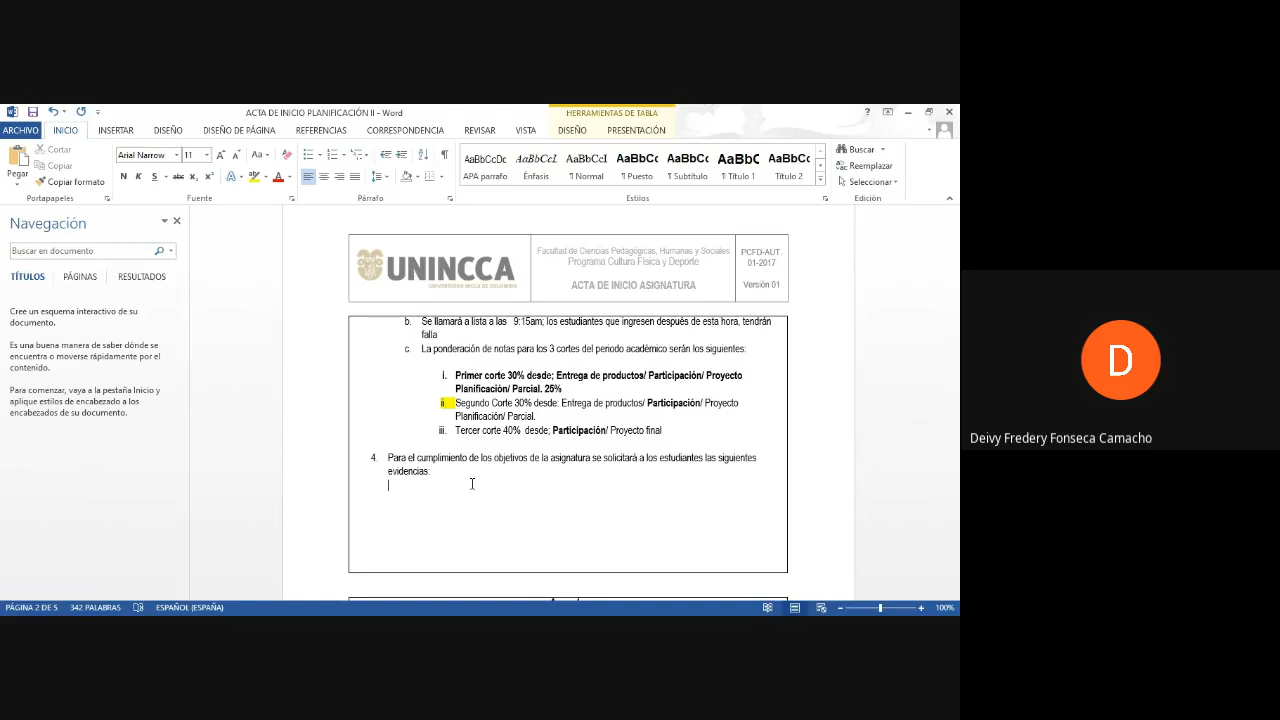 ACTA DE INICIO PLANIFICACIÓN II - Word
HERRAMIENTAS DE TABLA
ARCHIVO INICIO INSERTAR DISEÑO DISEÑO DE PÁGINA REFERENCIAS CORRESPONDENCIA REVISAR VISTA DISEÑO PRESENTACIÓN
Pegar
Cortar
Copiar
Copiar formato
Portapapeles
Arial Narrow 11
N K S abc x₂ x²
Fuente
Párrafo
AaBbCcDc AaBbCcL AaBbCcI AaBbCc AaBbCc AaBbC AaBbCc
APA parrafo Énfasis ¶ Normal ¶ Puesto ¶ Subtítulo ¶ Título 1 Título 2
Estilos
Buscar
Reemplazar
Seleccionar
Edición
Navegación
Buscar en documento
TÍTULOS PÁGINAS RESULTADOS
Cree un esquema interactivo de su
documento.
Es una buena manera de saber dónde se
encuentra o moverse rápidamente por el
contenido.
Para comenzar, vaya a la pestaña Inicio y
aplique estilos de encabezado a los
encabezados de su documento.
UNINCCA
UNIVERSIDAD INCCA DE COLOMBIA
Facultad de Ciencias Pedagógicas, Humanas y Sociales
Programa Cultura Física y Deporte
ACTA DE INICIO ASIGNATURA
PCFD-AUT.
01-2017
Versión 01
b. Se llamará a lista a las 9:15am; los estudiantes que ingresen después de esta hora, tendrán
falla
c. La ponderación de notas para los 3 cortes del periodo académico serán los siguientes:
i. Primer corte 30% desde; Entrega de productos/ Participación/ Proyecto
Planificación/ Parcial. 25%
ii. Segundo Corte 30% desde: Entrega de productos/ Participación/ Proyecto
Planificación/ Parcial.
iii. Tercer corte 40% desde; Participación/ Proyecto final
4. Para el cumplimiento de los objetivos de la asignatura se solicitará a los estudiantes las siguientes
evidencias:
PÁGINA 2 DE 5 342 PALABRAS ESPAÑOL (ESPAÑA) 100%
D
Deivy Fredery Fonseca Camacho